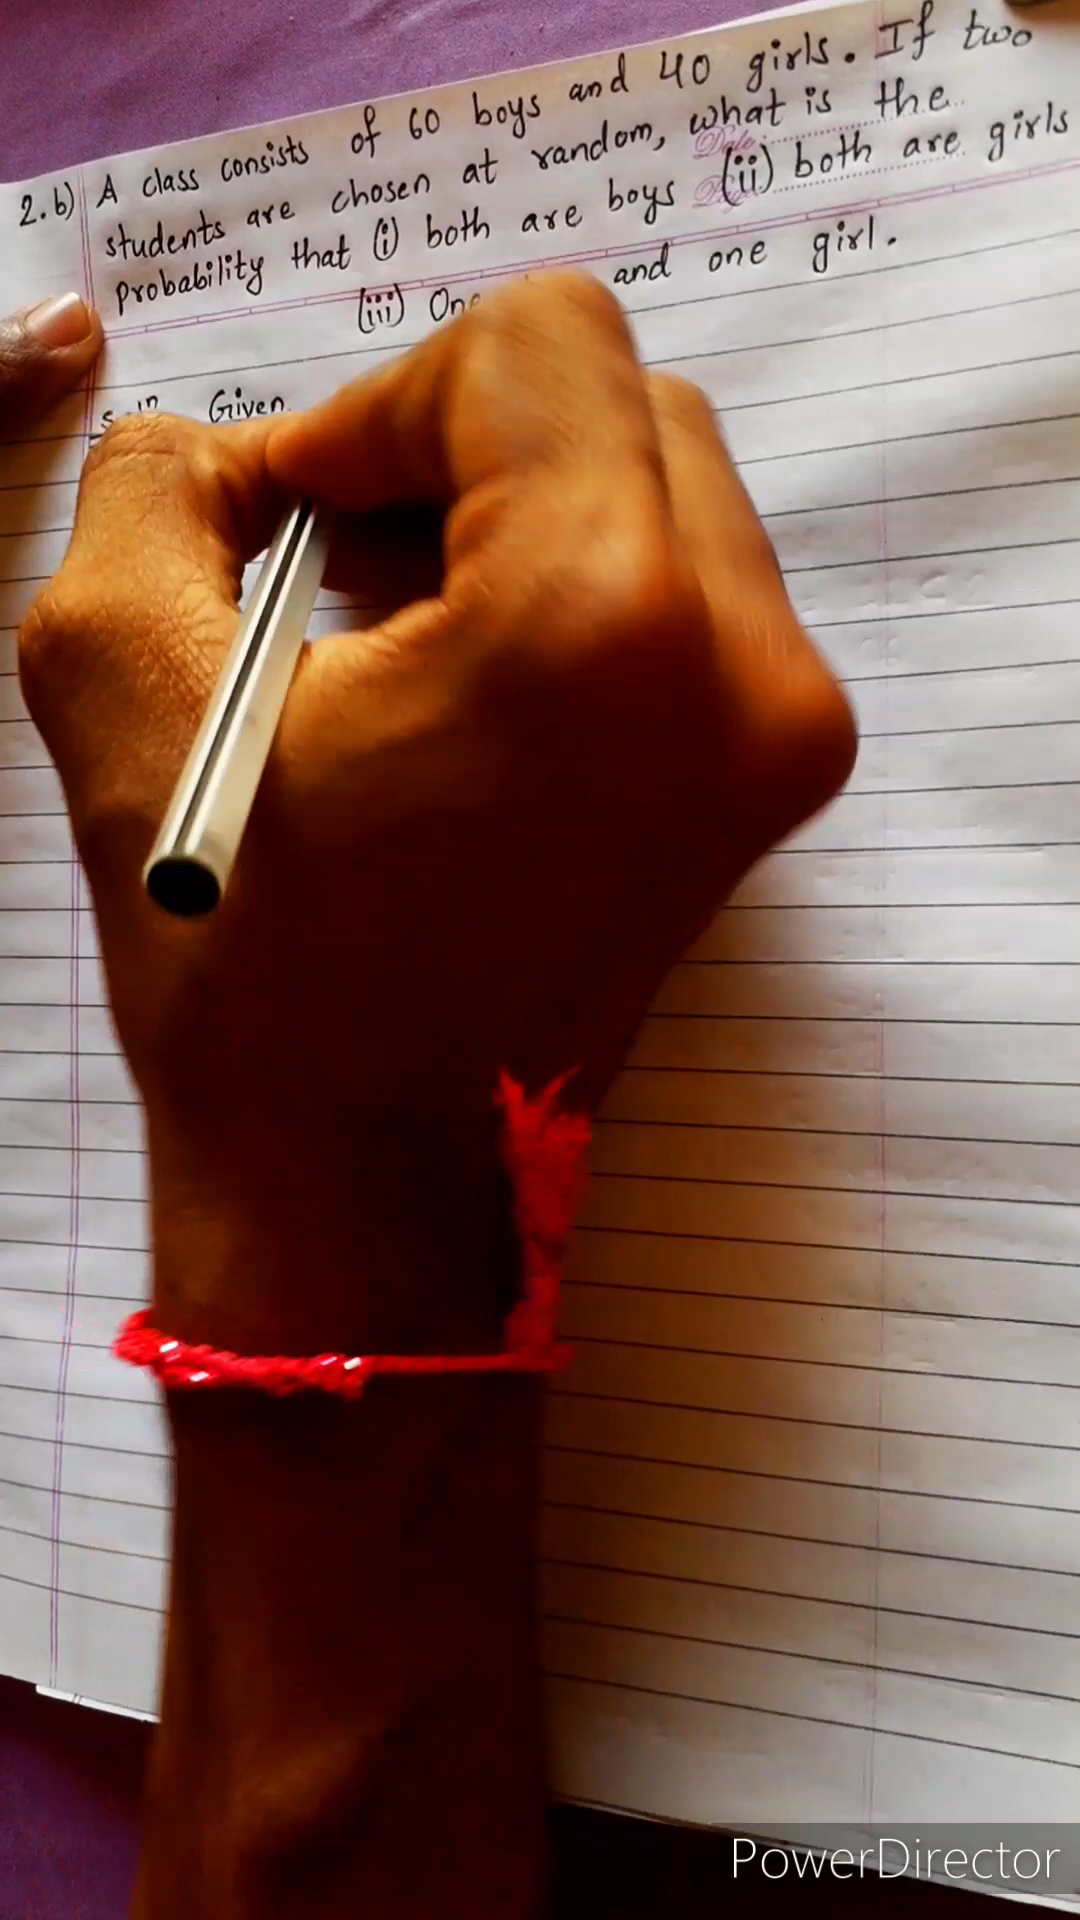 2.b) A class consists of 60 boys and 40 girls. If two
students are chosen at random, what is the
probability that (i) both are boys (ii) both are girls
(iii) One and one girl.
Given
Date
PowerDirector